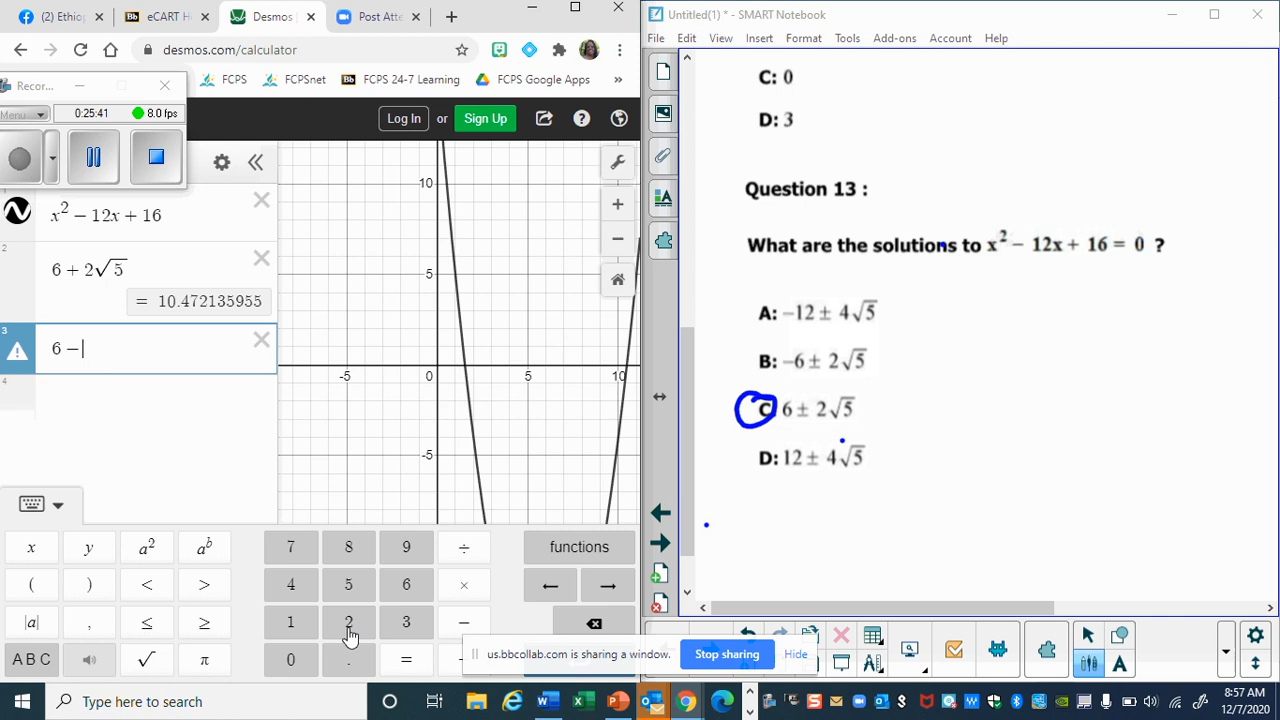 (2) Ethiop
eCART H
Desmos
Post Atte
desmos.com/calculator
FCPS
FCPSnet
FCPS 24-7 Learning
FCPS Google Apps
Recor...
Menu
0:25:41
8.0 fps
Log In or Sign Up
x² − 12x + 16
2
6 + 2√5
= 10.472135955
3
6 −
4
10
5
-5
0
5
10
-5
x y a² a^b 7 8 9 ÷ functions
( ) < > 4 5 6 × ← →
|a| , ≤ ≥ 1 2 3 −
A B C √ π 0 . =
us.bbcollab.com is sharing a window. Stop sharing Hide
Untitled(1) * - SMART Notebook
File Edit View Insert Format Tools Add-ons Account Help
C: 0
D: 3
Question 13 :
What are the solutions to x² − 12x + 16 = 0 ?
A: −12 ± 4√5
B: −6 ± 2√5
C 6 ± 2√5
D: 12 ± 4√5
Type here to search
8:57 AM
12/7/2020